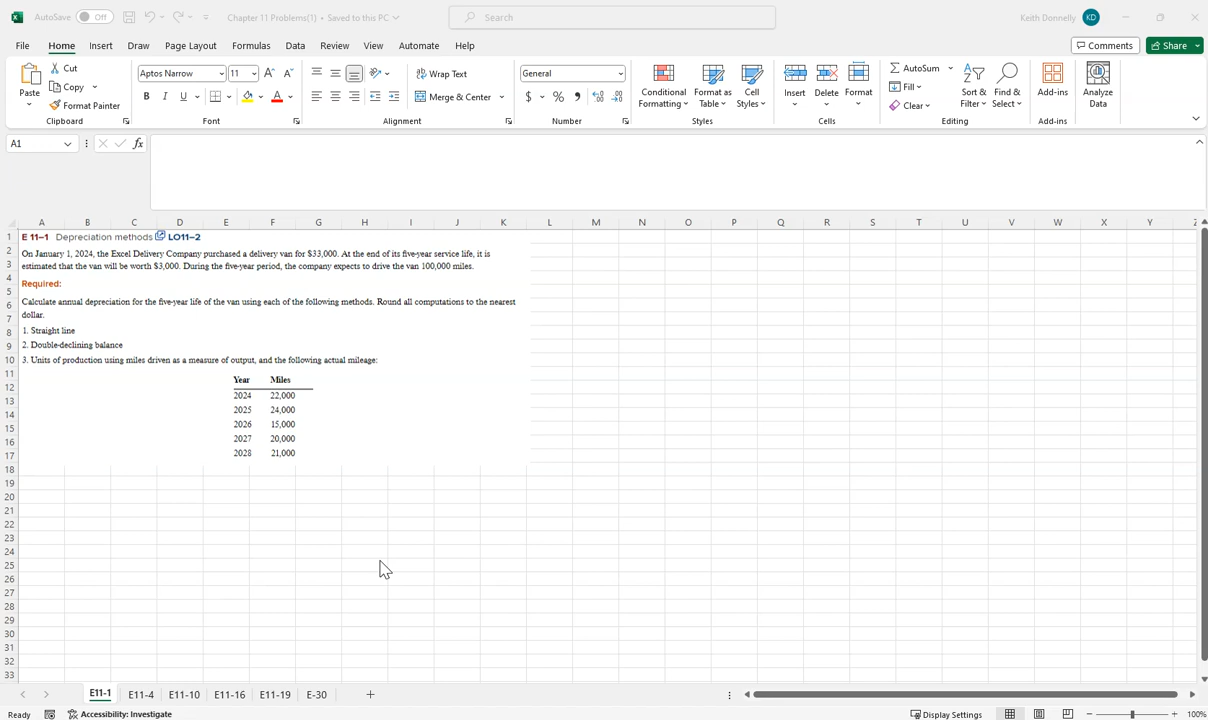 AutoSave Off Chapter 11 Problems(1) • Saved to this PC Search Keith Donnelly KD
File Home Insert Draw Page Layout Formulas Data Review View Automate Help Comments Share
Paste Cut Copy Format Painter Clipboard
Aptos Narrow 11 B I U A Font
Wrap Text Merge & Center Alignment
General $ % , Number
Conditional Formatting Format as Table Cell Styles Styles
Insert Delete Format Cells
AutoSum Fill Clear Sort & Filter Find & Select Editing
Add-ins Add-ins Analyze Data
A1 fx
A B C D E F G H I J K L M N O P Q R S T U V W X Y Z
1 2 3 4 5 6 7 8 9 10 11 12 13 14 15 16 17 18 19 20 21 22 23 24 25 26 27 28 29 30 31 32 33
E 11–1 Depreciation methods LO11–2
On January 1, 2024, the Excel Delivery Company purchased a delivery van for $33,000. At the end of its five-year service life, it is
estimated that the van will be worth $3,000. During the five-year period, the company expects to drive the van 100,000 miles.
Required:
Calculate annual depreciation for the five-year life of the van using each of the following methods. Round all computations to the nearest
dollar.
1. Straight line
2. Double-declining balance
3. Units of production using miles driven as a measure of output, and the following actual mileage:
Year Miles
2024 22,000
2025 24,000
2026 15,000
2027 20,000
2028 21,000
E11-1 E11-4 E11-10 E11-16 E11-19 E-30
Ready Accessibility: Investigate Display Settings 100%